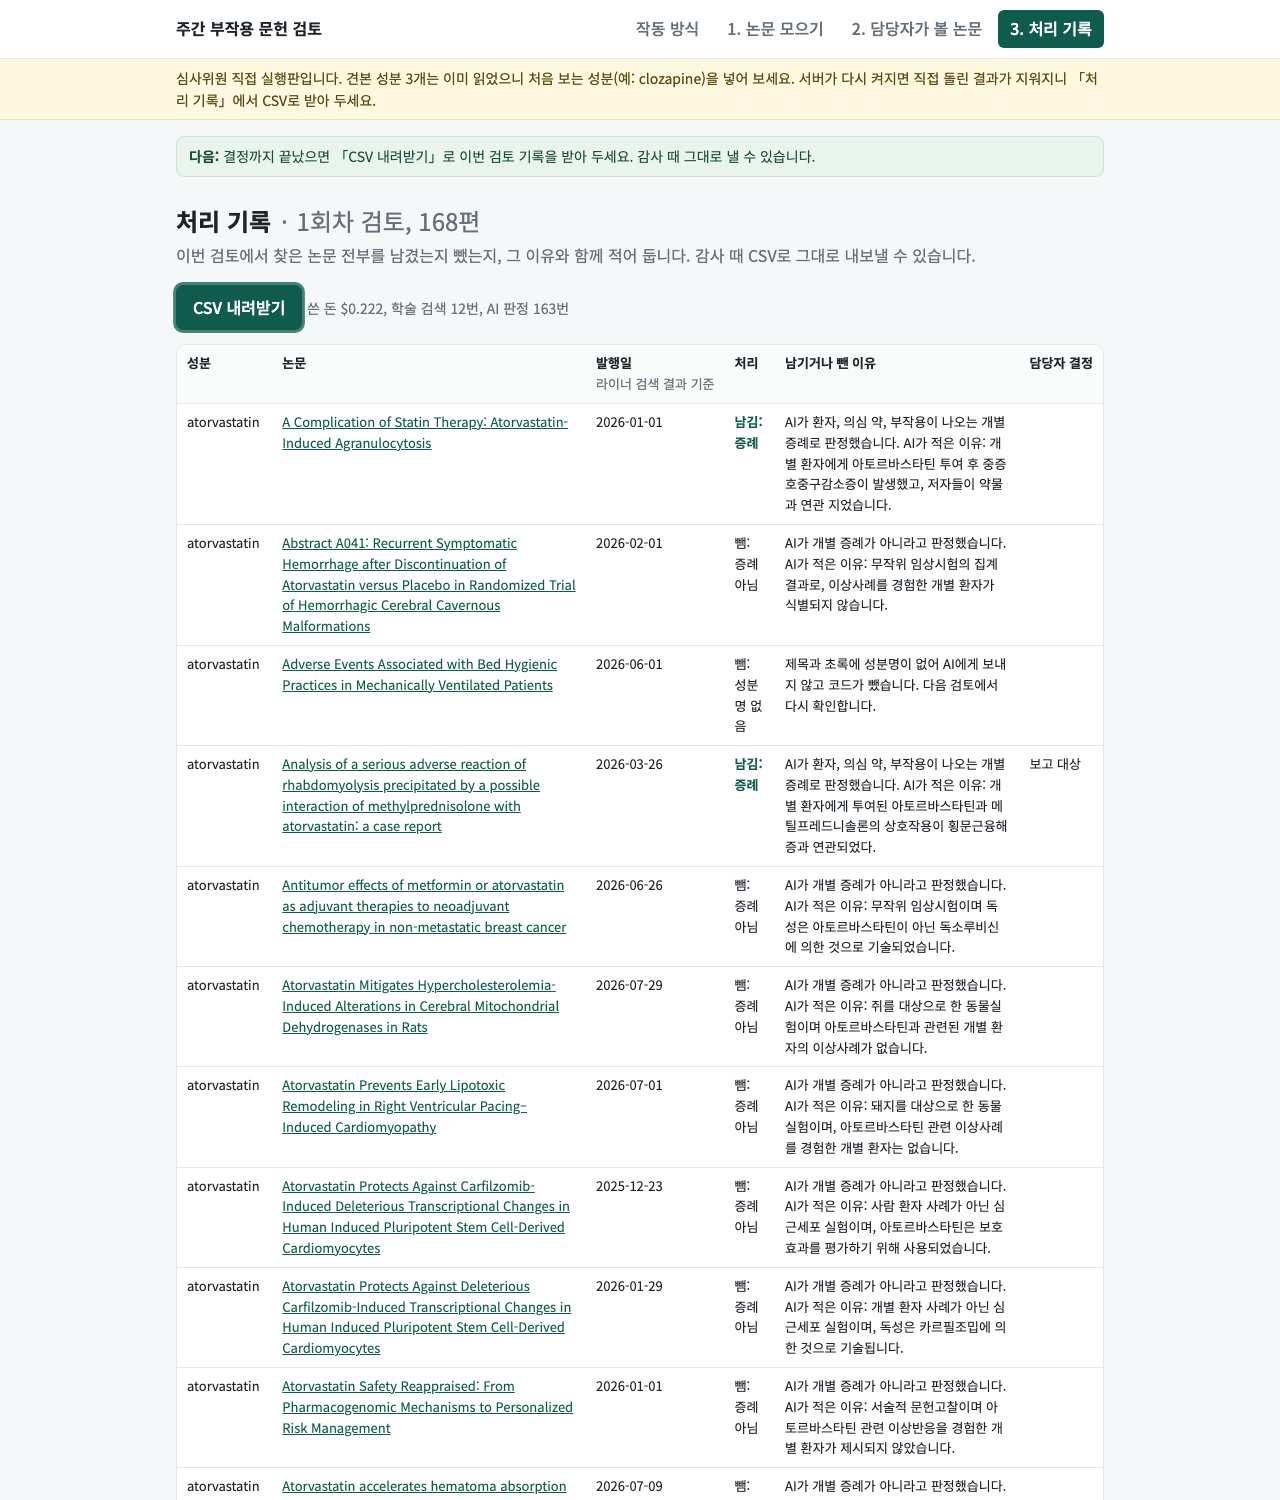 주간 부작용 문헌 검토
작동 방식
1. 논문 모으기
2. 담당자가 볼 논문
3. 처리 기록
심사위원 직접 실행판입니다. 견본 성분 3개는 이미 읽었으니 처음 보는 성분(예: clozapine)을 넣어 보세요. 서버가 다시 켜지면 직접 돌린 결과가 지워지니 「처
리 기록」에서 CSV로 받아 두세요.
다음: 결정까지 끝났으면 「CSV 내려받기」로 이번 검토 기록을 받아 두세요. 감사 때 그대로 낼 수 있습니다.
처리 기록 · 1회차 검토, 168편
이번 검토에서 찾은 논문 전부를 남겼는지 뺐는지, 그 이유와 함께 적어 둡니다. 감사 때 CSV로 그대로 내보낼 수 있습니다.
CSV 내려받기
쓴 돈 $0.222, 학술 검색 12번, AI 판정 163번
성분
논문
발행일
라이너 검색 결과 기준
처리
남기거나 뺀 이유
담당자 결정
atorvastatin
A Complication of Statin Therapy: Atorvastatin-
Induced Agranulocytosis
2026-01-01
남김:
증례
AI가 환자, 의심 약, 부작용이 나오는 개별
증례로 판정했습니다. AI가 적은 이유: 개
별 환자에게 아토르바스타틴 투여 후 중증
호중구감소증이 발생했고, 저자들이 약물
과 연관 지었습니다.
atorvastatin
Abstract A041: Recurrent Symptomatic
Hemorrhage after Discontinuation of
Atorvastatin versus Placebo in Randomized Trial
of Hemorrhagic Cerebral Cavernous
Malformations
2026-02-01
뺌:
증례
아님
AI가 개별 증례가 아니라고 판정했습니다.
AI가 적은 이유: 무작위 임상시험의 집계
결과로, 이상사례를 경험한 개별 환자가
식별되지 않습니다.
atorvastatin
Adverse Events Associated with Bed Hygienic
Practices in Mechanically Ventilated Patients
2026-06-01
뺌:
성분
명 없
음
제목과 초록에 성분명이 없어 AI에게 보내
지 않고 코드가 뺐습니다. 다음 검토에서
다시 확인합니다.
atorvastatin
Analysis of a serious adverse reaction of
rhabdomyolysis precipitated by a possible
interaction of methylprednisolone with
atorvastatin: a case report
2026-03-26
남김:
증례
AI가 환자, 의심 약, 부작용이 나오는 개별
증례로 판정했습니다. AI가 적은 이유: 개
별 환자에게 투여된 아토르바스타틴과 메
틸프레드니솔론의 상호작용이 횡문근융해
증과 연관되었다.
보고 대상
atorvastatin
Antitumor effects of metformin or atorvastatin
as adjuvant therapies to neoadjuvant
chemotherapy in non-metastatic breast cancer
2026-06-26
뺌:
증례
아님
AI가 개별 증례가 아니라고 판정했습니다.
AI가 적은 이유: 무작위 임상시험이며 독
성은 아토르바스타틴이 아닌 독소루비신
에 의한 것으로 기술되었습니다.
atorvastatin
Atorvastatin Mitigates Hypercholesterolemia-
Induced Alterations in Cerebral Mitochondrial
Dehydrogenases in Rats
2026-07-29
뺌:
증례
아님
AI가 개별 증례가 아니라고 판정했습니다.
AI가 적은 이유: 쥐를 대상으로 한 동물실
험이며 아토르바스타틴과 관련된 개별 환
자의 이상사례가 없습니다.
atorvastatin
Atorvastatin Prevents Early Lipotoxic
Remodeling in Right Ventricular Pacing–
Induced Cardiomyopathy
2026-07-01
뺌:
증례
아님
AI가 개별 증례가 아니라고 판정했습니다.
AI가 적은 이유: 돼지를 대상으로 한 동물
실험이며, 아토르바스타틴 관련 이상사례
를 경험한 개별 환자는 없습니다.
atorvastatin
Atorvastatin Protects Against Carfilzomib-
Induced Deleterious Transcriptional Changes in
Human Induced Pluripotent Stem Cell-Derived
Cardiomyocytes
2025-12-23
뺌:
증례
아님
AI가 개별 증례가 아니라고 판정했습니다.
AI가 적은 이유: 사람 환자 사례가 아닌 심
근세포 실험이며, 아토르바스타틴은 보호
효과를 평가하기 위해 사용되었습니다.
atorvastatin
Atorvastatin Protects Against Deleterious
Carfilzomib-Induced Transcriptional Changes in
Human Induced Pluripotent Stem Cell-Derived
Cardiomyocytes
2026-01-29
뺌:
증례
아님
AI가 개별 증례가 아니라고 판정했습니다.
AI가 적은 이유: 개별 환자 사례가 아닌 심
근세포 실험이며, 독성은 카르필조밉에 의
한 것으로 기술됩니다.
atorvastatin
Atorvastatin Safety Reappraised: From
Pharmacogenomic Mechanisms to Personalized
Risk Management
2026-01-01
뺌:
증례
아님
AI가 개별 증례가 아니라고 판정했습니다.
AI가 적은 이유: 서술적 문헌고찰이며 아
토르바스타틴 관련 이상반응을 경험한 개
별 환자가 제시되지 않았습니다.
atorvastatin
Atorvastatin accelerates hematoma absorption
2026-07-09
뺌:
AI가 개별 증례가 아니라고 판정했습니다.